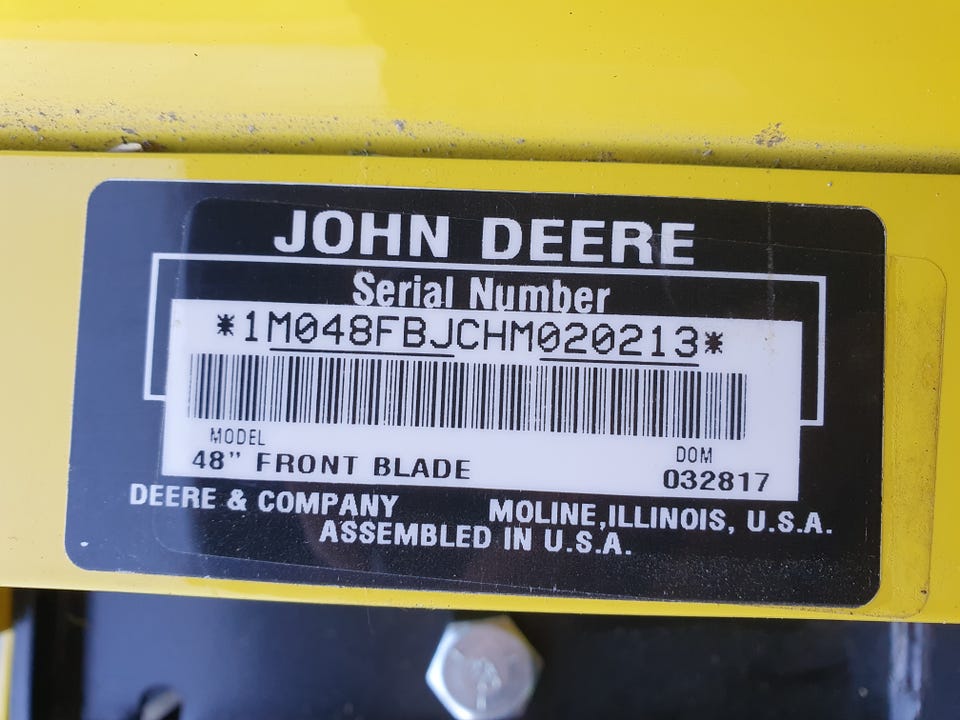 JOHN DEERE
Serial Number
*1M048FBJCHM020213*
MODEL DOM
48" FRONT BLADE 032817
DEERE & COMPANY MOLINE, ILLINOIS, U.S.A.
ASSEMBLED IN U.S.A.